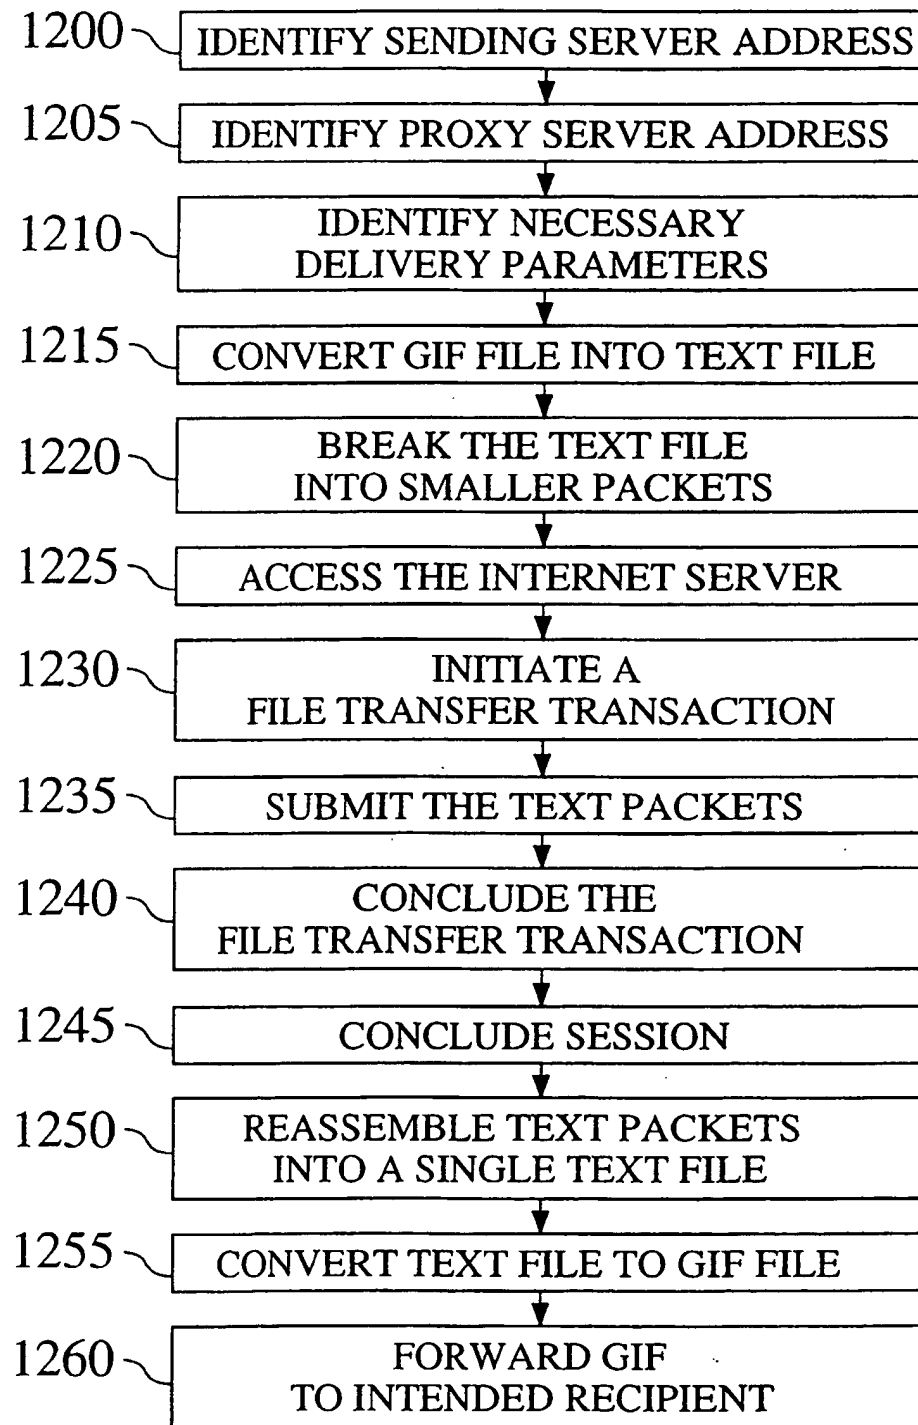 1200 IDENTIFY SENDING SERVER ADDRESS
1205 IDENTIFY PROXY SERVER ADDRESS
1210 IDENTIFY NECESSARY
DELIVERY PARAMETERS
1215 CONVERT GIF FILE INTO TEXT FILE
1220 BREAK THE TEXT FILE
INTO SMALLER PACKETS
1225 ACCESS THE INTERNET SERVER
1230 INITIATE A
FILE TRANSFER TRANSACTION
1235 SUBMIT THE TEXT PACKETS
1240 CONCLUDE THE
FILE TRANSFER TRANSACTION
1245 CONCLUDE SESSION
1250 REASSEMBLE TEXT PACKETS
INTO A SINGLE TEXT FILE
1255 CONVERT TEXT FILE TO GIF FILE
1260 FORWARD GIF
TO INTENDED RECIPIENT